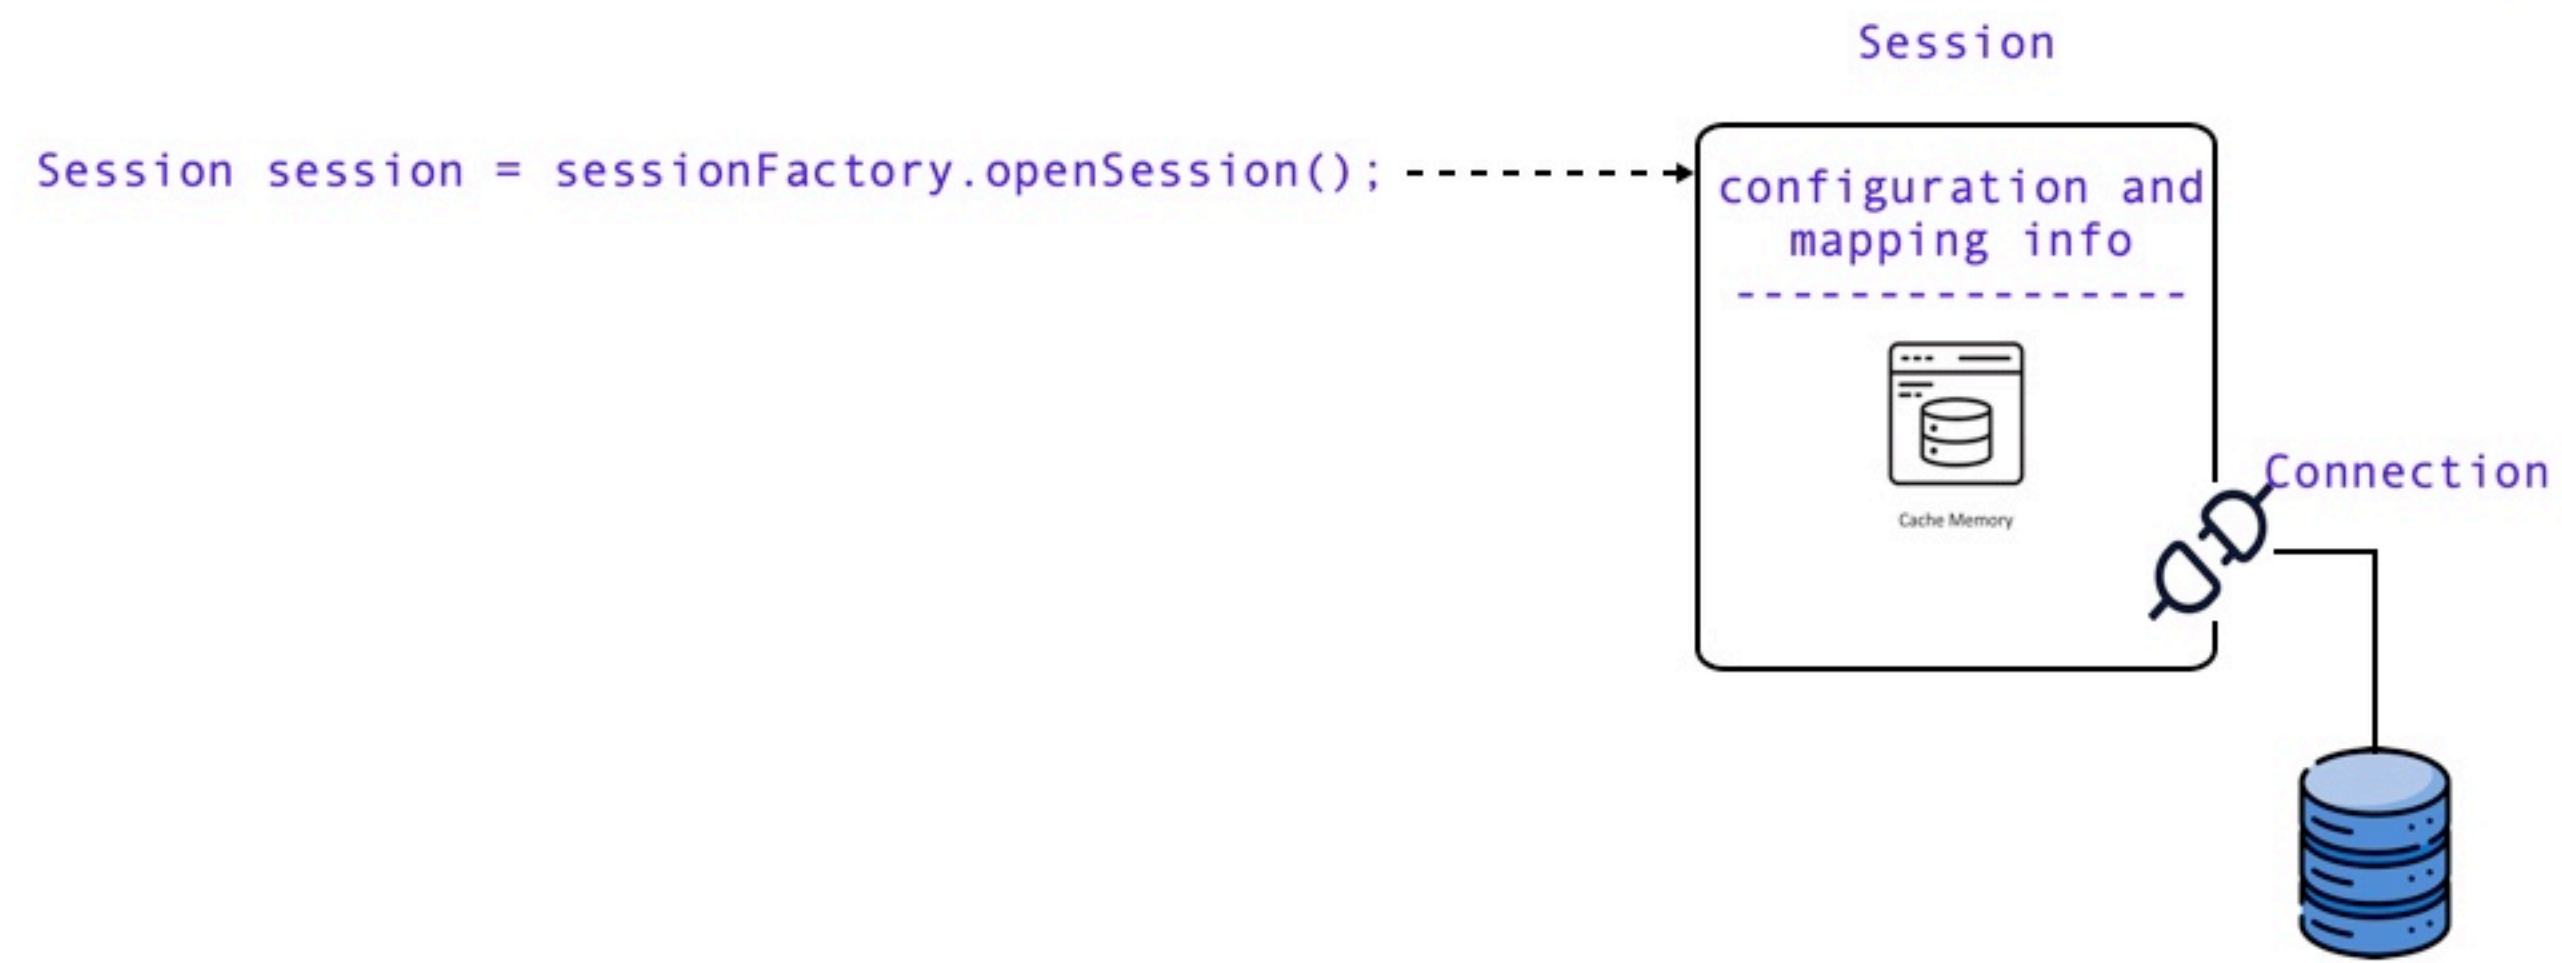 Session
Session session = sessionFactory.openSession();
configuration and
mapping info
----------------
Cache Memory
Connection